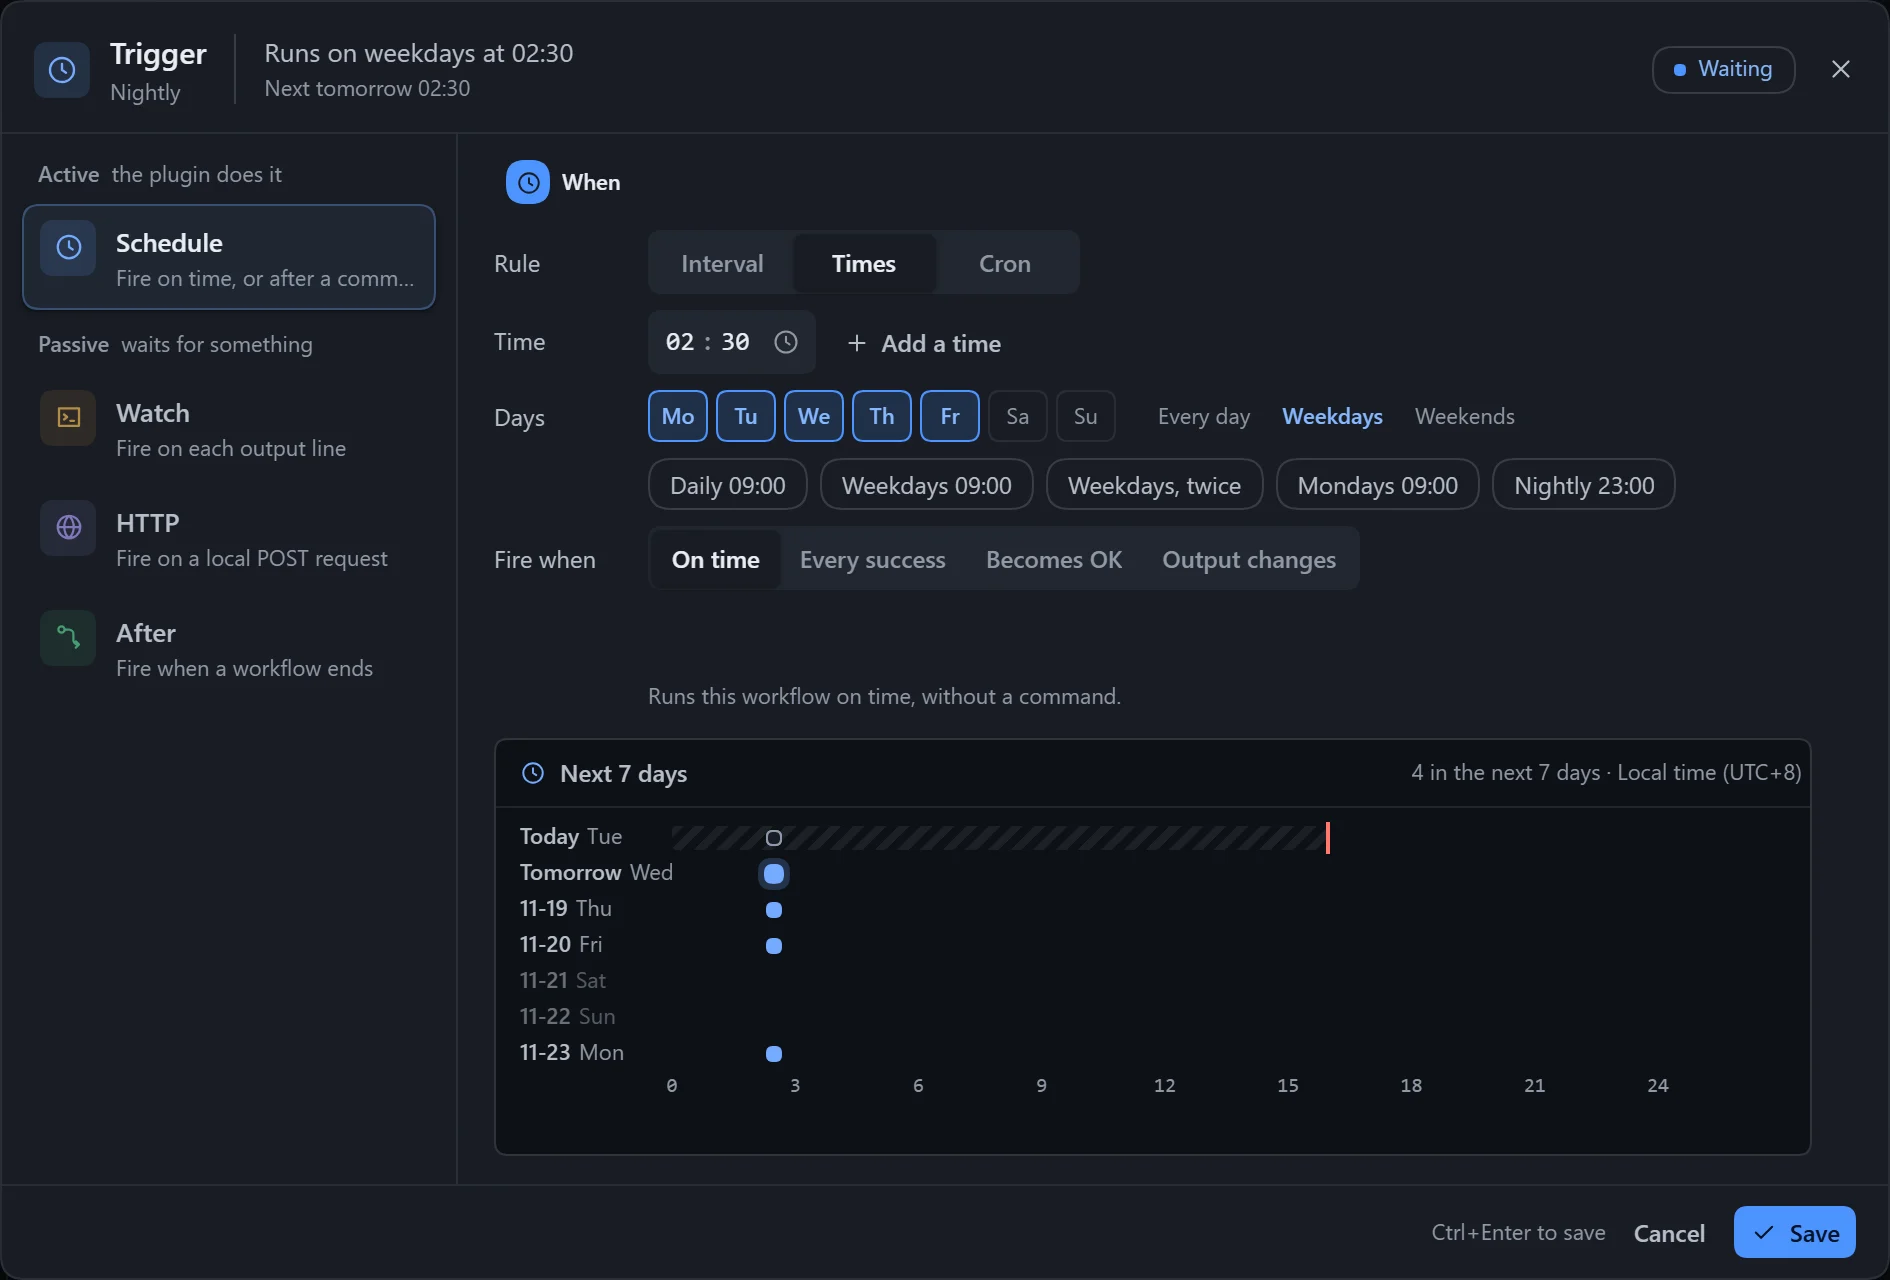 Trigger
Nightly
Runs on weekdays at 02:30
Next tomorrow 02:30
Waiting
Active the plugin does it
Schedule
Fire on time, or after a comm...
Passive waits for something
Watch
Fire on each output line
HTTP
Fire on a local POST request
After
Fire when a workflow ends
When
Rule Interval Times Cron
Time 02 : 30 + Add a time
Days Mo Tu We Th Fr Sa Su Every day Weekdays Weekends
Daily 09:00 Weekdays 09:00 Weekdays, twice Mondays 09:00 Nightly 23:00
Fire when On time Every success Becomes OK Output changes
Runs this workflow on time, without a command.
Next 7 days 4 in the next 7 days · Local time (UTC+8)
Today Tue
Tomorrow Wed
11-19 Thu
11-20 Fri
11-21 Sat
11-22 Sun
11-23 Mon
0 3 6 9 12 15 18 21 24
Ctrl+Enter to save Cancel Save